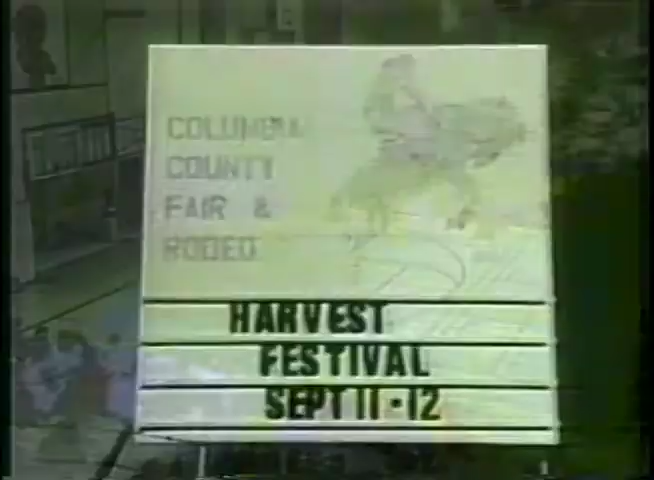 COLUMBIA
COUNTY
FAIR &
RODEO
HARVEST
FESTIVAL
SEPT 11-12